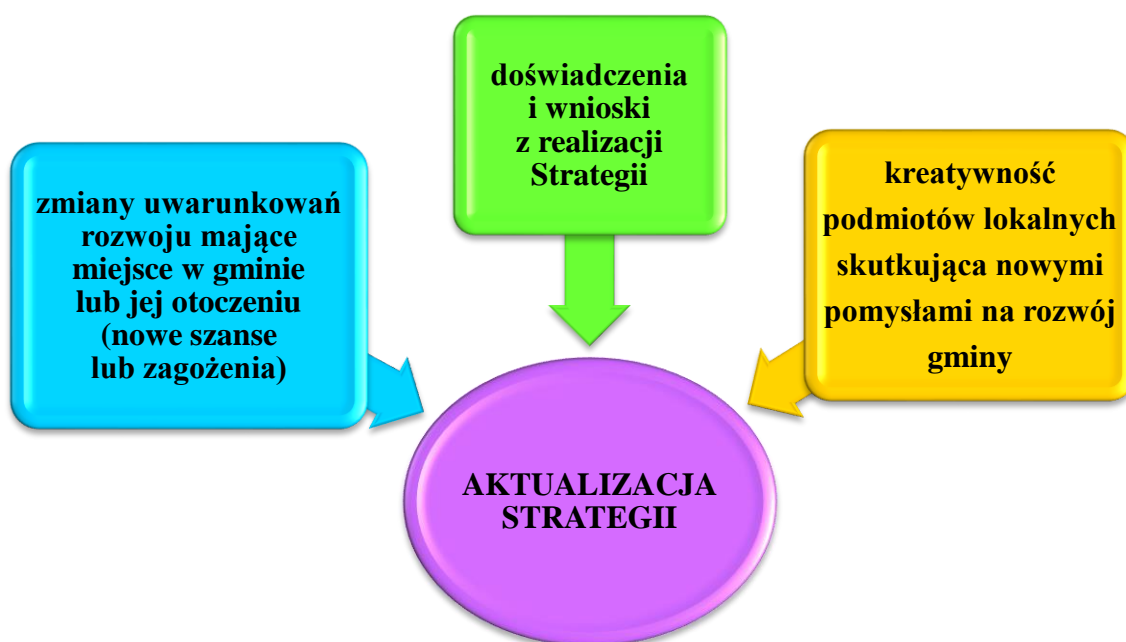 doświadczenia
i wnioski
z realizacji
Strategii
zmiany uwarunkowań
rozwoju mające
miejsce w gminie
lub jej otoczeniu
(nowe szanse
lub zagożenia)
kreatywność
podmiotów lokalnych
skutkująca nowymi
pomysłami na rozwój
gminy
AKTUALIZACJA
STRATEGII